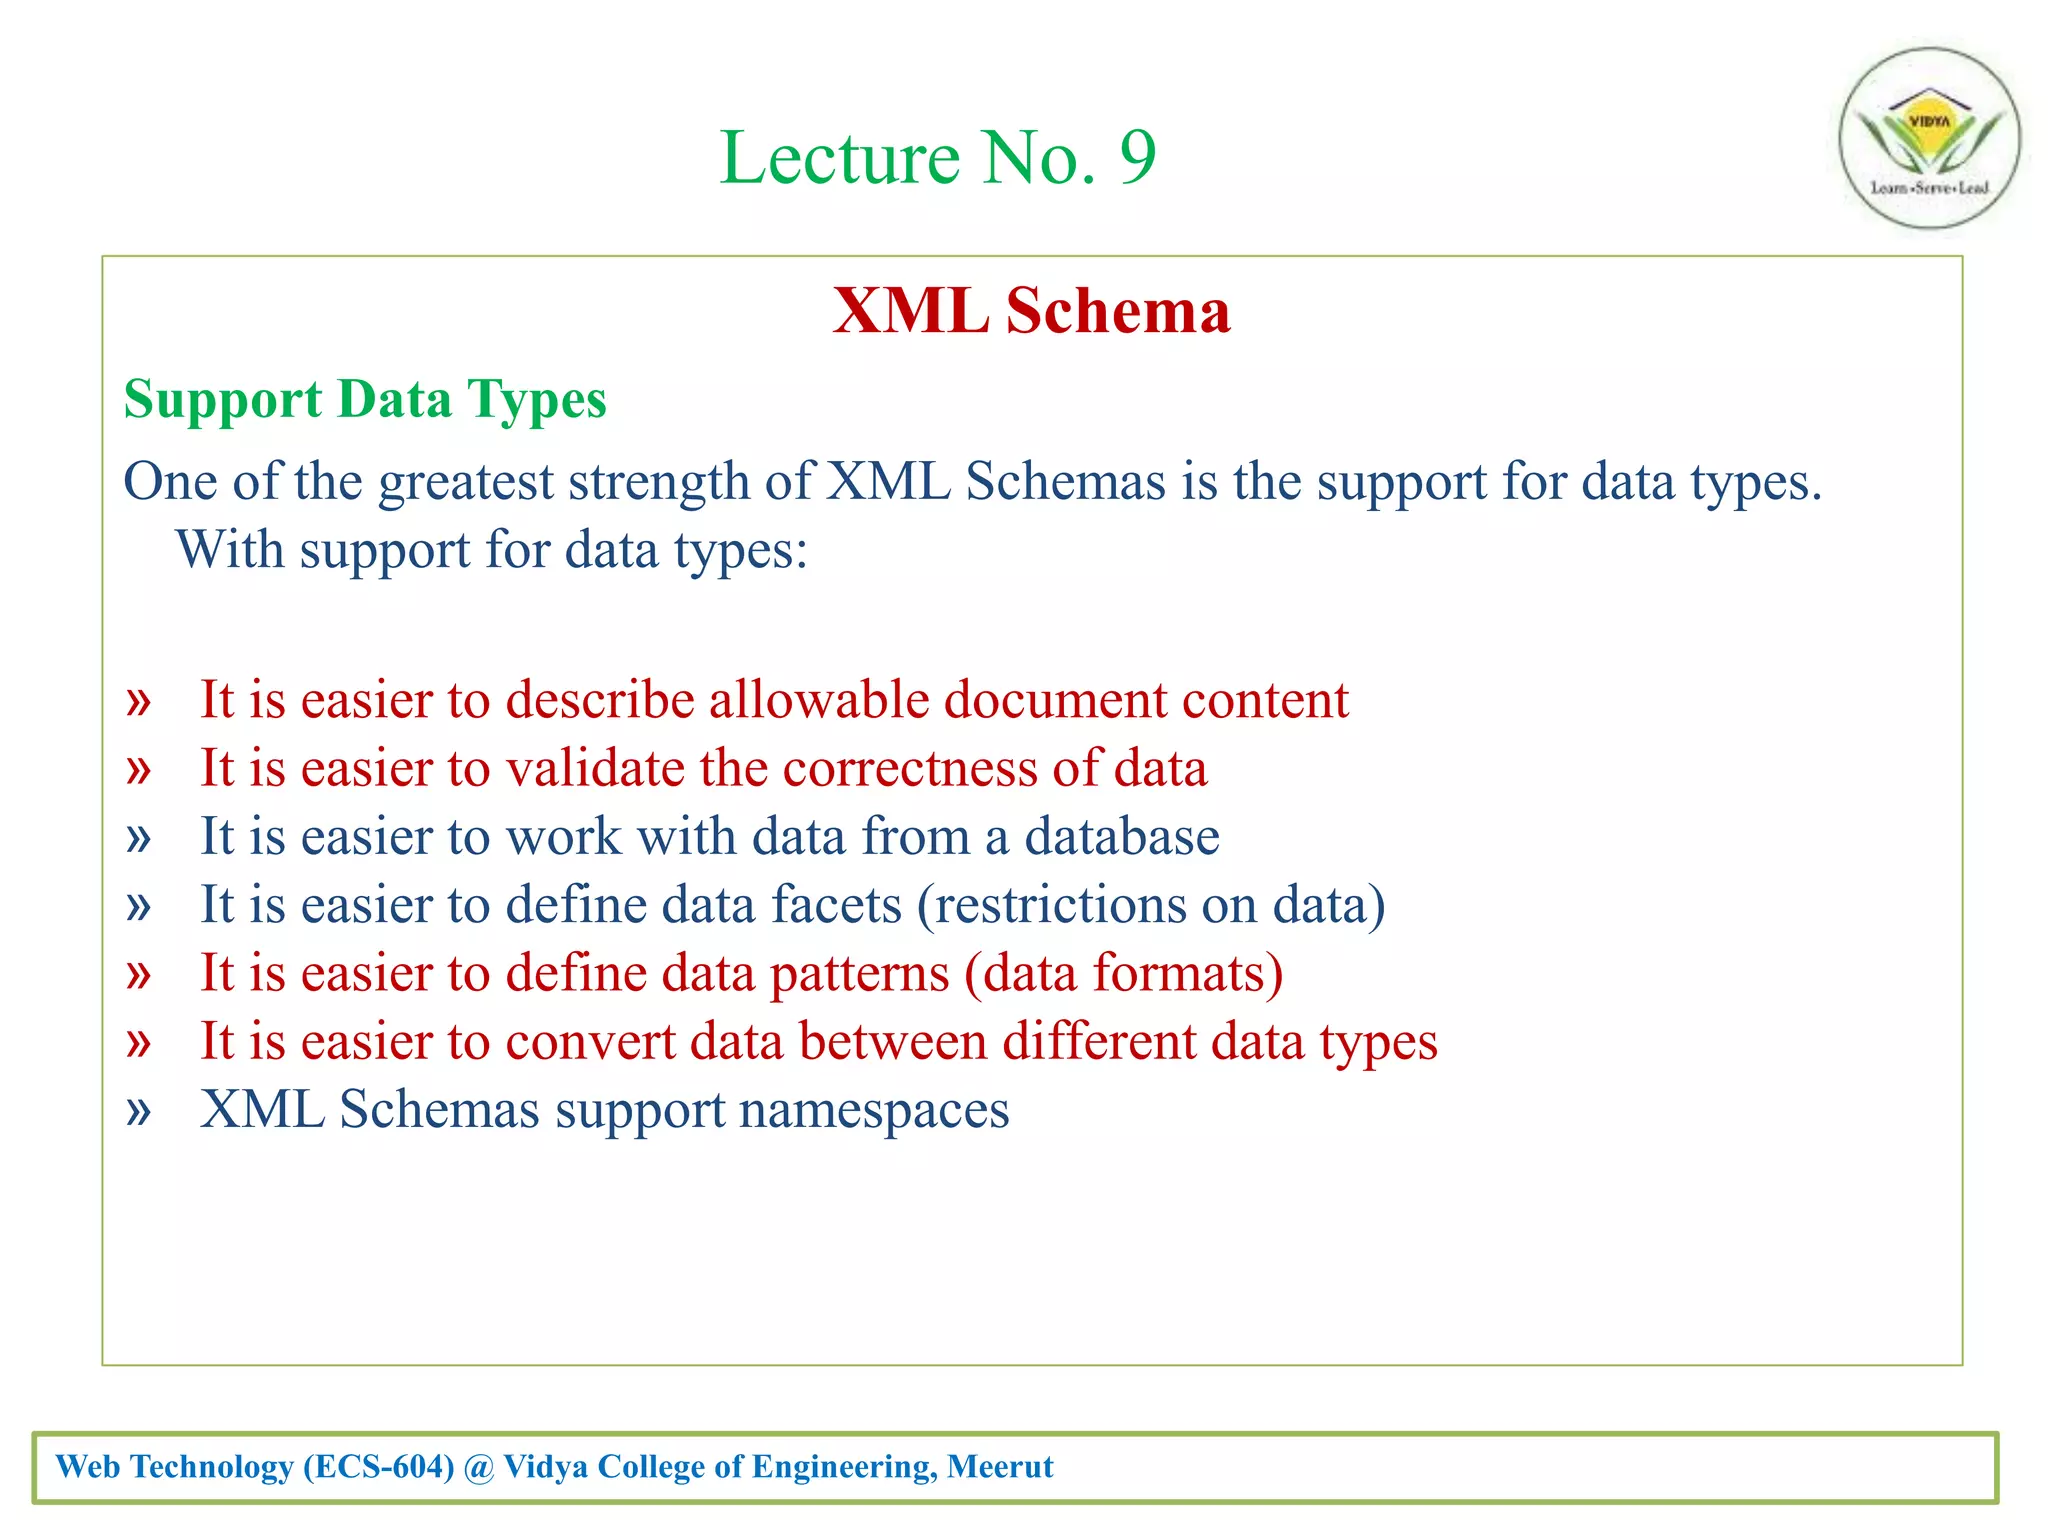 Lecture No. 9
VIDYA
Learn•Serve•Lead
XML Schema
Support Data Types
One of the greatest strength of XML Schemas is the support for data types.
With support for data types:
» It is easier to describe allowable document content
» It is easier to validate the correctness of data
» It is easier to work with data from a database
» It is easier to define data facets (restrictions on data)
» It is easier to define data patterns (data formats)
» It is easier to convert data between different data types
» XML Schemas support namespaces
Web Technology (ECS-604) @ Vidya College of Engineering, Meerut